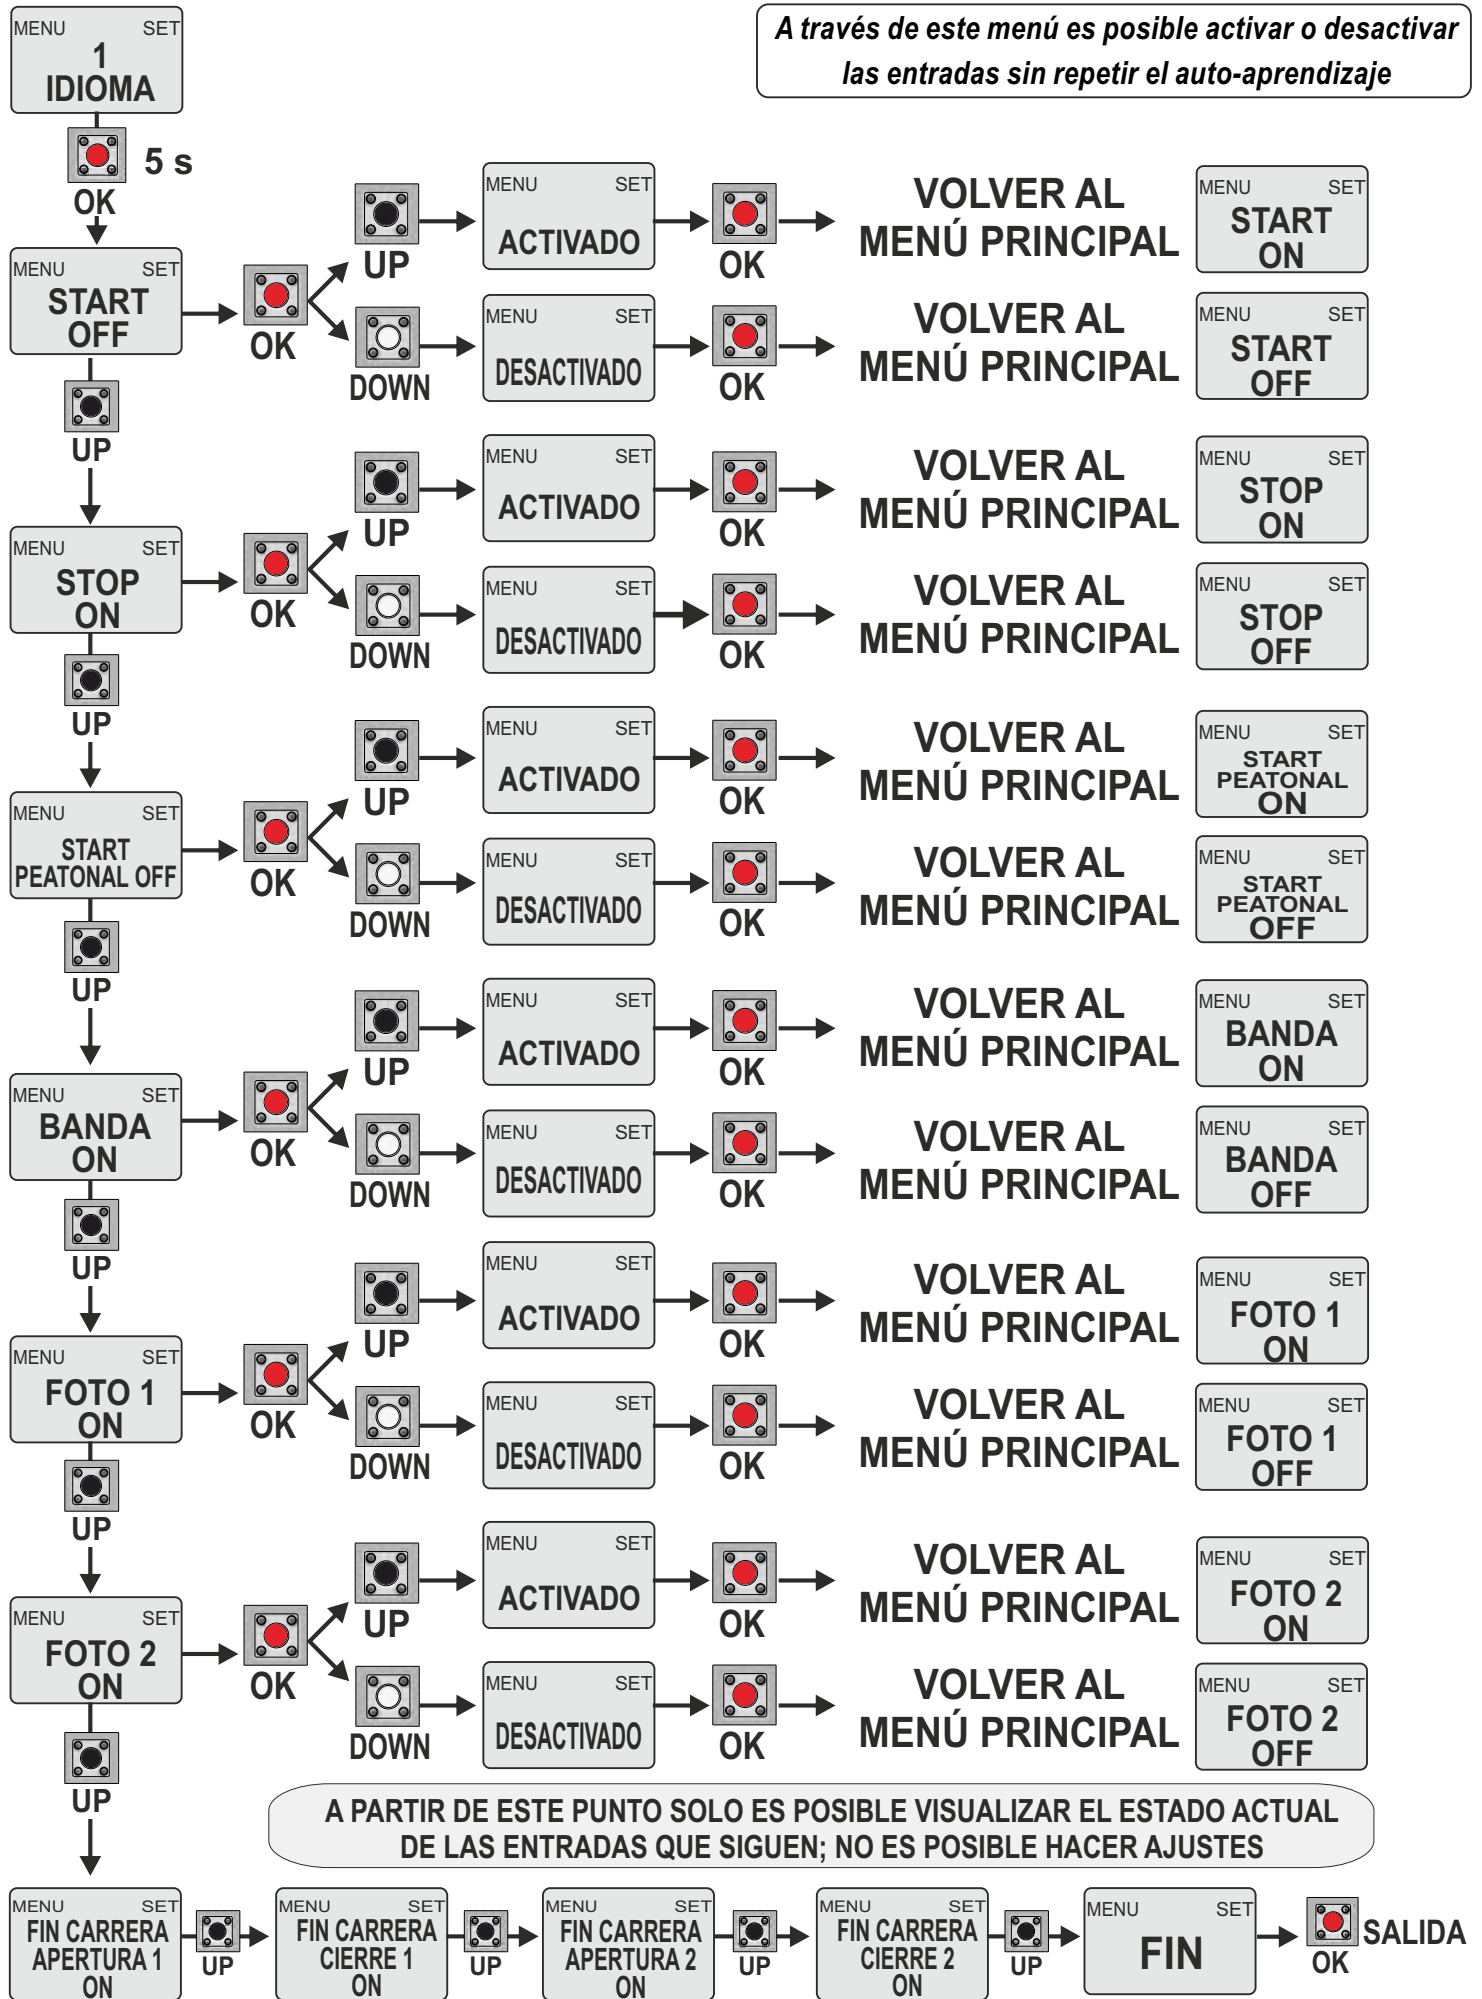 MENU SET
1
IDIOMA
A través de este menú es posible activar o desactivar
las entradas sin repetir el auto-aprendizaje
5 s
OK
MENU SET
START
OFF
OK
UP
MENU SET
ACTIVADO
OK
VOLVER AL
MENÚ PRINCIPAL
MENU SET
START
ON
DOWN
MENU SET
DESACTIVADO
OK
VOLVER AL
MENÚ PRINCIPAL
MENU SET
START
OFF
UP
MENU SET
STOP
ON
OK
UP
MENU SET
ACTIVADO
OK
VOLVER AL
MENÚ PRINCIPAL
MENU SET
STOP
ON
DOWN
MENU SET
DESACTIVADO
OK
VOLVER AL
MENÚ PRINCIPAL
MENU SET
STOP
OFF
UP
MENU SET
START
PEATONAL OFF
OK
UP
MENU SET
ACTIVADO
OK
VOLVER AL
MENÚ PRINCIPAL
MENU SET
START
PEATONAL
ON
DOWN
MENU SET
DESACTIVADO
OK
VOLVER AL
MENÚ PRINCIPAL
MENU SET
START
PEATONAL
OFF
UP
MENU SET
BANDA
ON
OK
UP
MENU SET
ACTIVADO
OK
VOLVER AL
MENÚ PRINCIPAL
MENU SET
BANDA
ON
DOWN
MENU SET
DESACTIVADO
OK
VOLVER AL
MENÚ PRINCIPAL
MENU SET
BANDA
OFF
UP
MENU SET
FOTO 1
ON
OK
UP
MENU SET
ACTIVADO
OK
VOLVER AL
MENÚ PRINCIPAL
MENU SET
FOTO 1
ON
DOWN
MENU SET
DESACTIVADO
OK
VOLVER AL
MENÚ PRINCIPAL
MENU SET
FOTO 1
OFF
UP
MENU SET
FOTO 2
ON
OK
UP
MENU SET
ACTIVADO
OK
VOLVER AL
MENÚ PRINCIPAL
MENU SET
FOTO 2
ON
DOWN
MENU SET
DESACTIVADO
OK
VOLVER AL
MENÚ PRINCIPAL
MENU SET
FOTO 2
OFF
UP
A PARTIR DE ESTE PUNTO SOLO ES POSIBLE VISUALIZAR EL ESTADO ACTUAL
DE LAS ENTRADAS QUE SIGUEN; NO ES POSIBLE HACER AJUSTES
MENU SET
FIN CARRERA
APERTURA 1
ON
UP
MENU SET
FIN CARRERA
CIERRE 1
ON
UP
MENU SET
FIN CARRERA
APERTURA 2
ON
UP
MENU SET
FIN CARRERA
CIERRE 2
ON
UP
MENU SET
FIN
OK
SALIDA